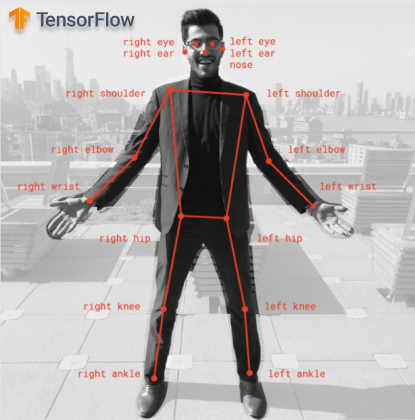 TensorFlow
right eye
left eye
right ear
left ear
nose
right shoulder
left shoulder
right elbow
left elbow
right wrist
left wrist
right hip
left hip
right knee
left knee
right ankle
left ankle